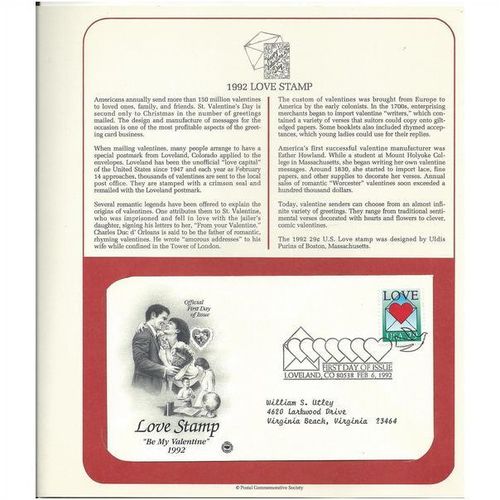 1992 LOVE STAMP
Americans annually send more than 150 million valentines
to loved ones, family, and friends. St. Valentine's Day is
second only to Christmas in the number of greetings
mailed. The design and manufacture of messages for the
occasion is one of the most profitable aspects of the greet-
ing card business.
When mailing valentines, many people arrange to have a
special postmark from Loveland, Colorado applied to the
envelopes. Loveland has been the unofficial "love capital"
of the United States since 1947 and each year as February
14 approaches, thousands of valentines are sent to the local
post office. They are stamped with a crimson seal and
remailed with the Loveland postmark.
Several romantic legends have been offered to explain the
origins of valentines. One attributes them to St. Valentine,
who was imprisoned and fell in love with the jailer's
daughter, signing his letters to her, "From your Valentine."
Charles Duc d' Orleans is said to be the father of romantic,
rhyming valentines. He wrote "amorous addresses" to his
wife while confined in the Tower of London.
The custom of valentines was brought from Europe to
America by the early colonists. In the 1700s, enterprising
merchants began to import valentine "writers," which con-
tained a variety of verses that suitors could copy onto gilt-
edged papers. Some booklets also included rhymed accep-
tances, which young ladies could use for their replies.
America's first successful valentine manufacturer was
Esther Howland. While a student at Mount Holyoke Col-
lege in Massachusetts, she began writing her own valentine
messages. Around 1830, she started to import lace, fine
papers, and other supplies to decorate her verses. Annual
sales of romantic "Worcester" valentines soon exceeded a
hundred thousand dollars.
Today, valentine senders can choose from an almost infi-
nite variety of greetings. They range from traditional senti-
mental verses decorated with hearts and flowers to clever,
comic valentines.
The 1992 29¢ U.S. Love stamp was designed by Uldis
Purins of Boston, Massachusetts.
Official
First Day
of Issue
LOVE
USA 29
FIRST DAY OF ISSUE
LOVELAND, CO 80538 FEB 6, 1992
William S. Utley
4620 Larkwood Drive
Virginia Beach, Virginia 23464
Love Stamp
"Be My Valentine"
1992
© Postal Commemorative Society